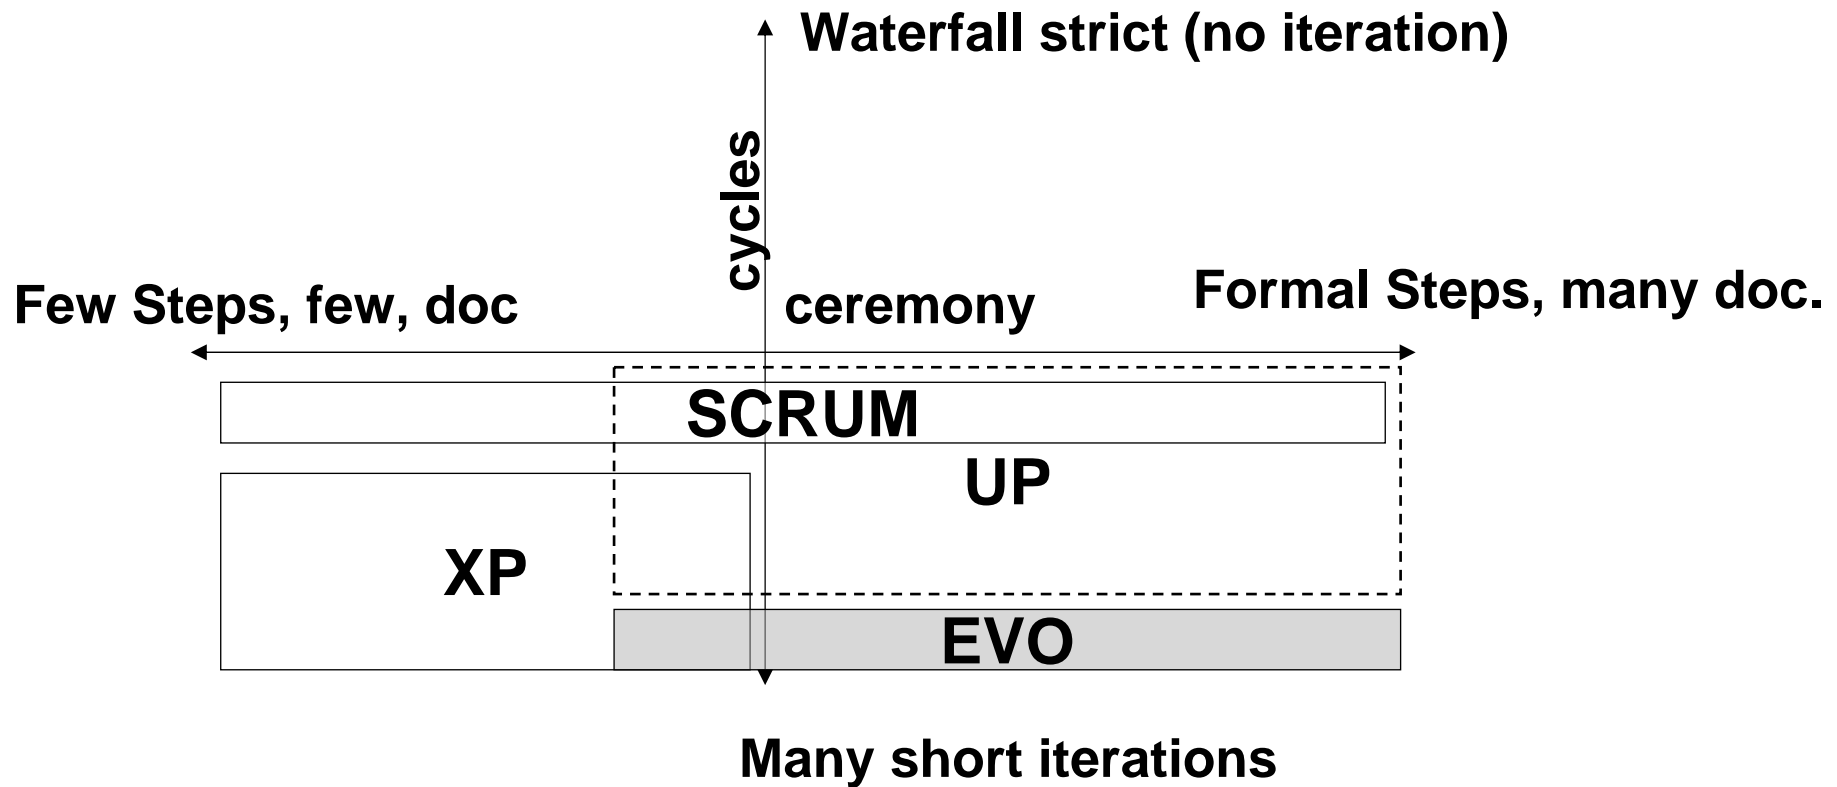 Waterfall strict (no iteration)
cycles
Few Steps, few, doc
ceremony
Formal Steps, many doc.
SCRUM
UP
XP
EVO
Many short iterations